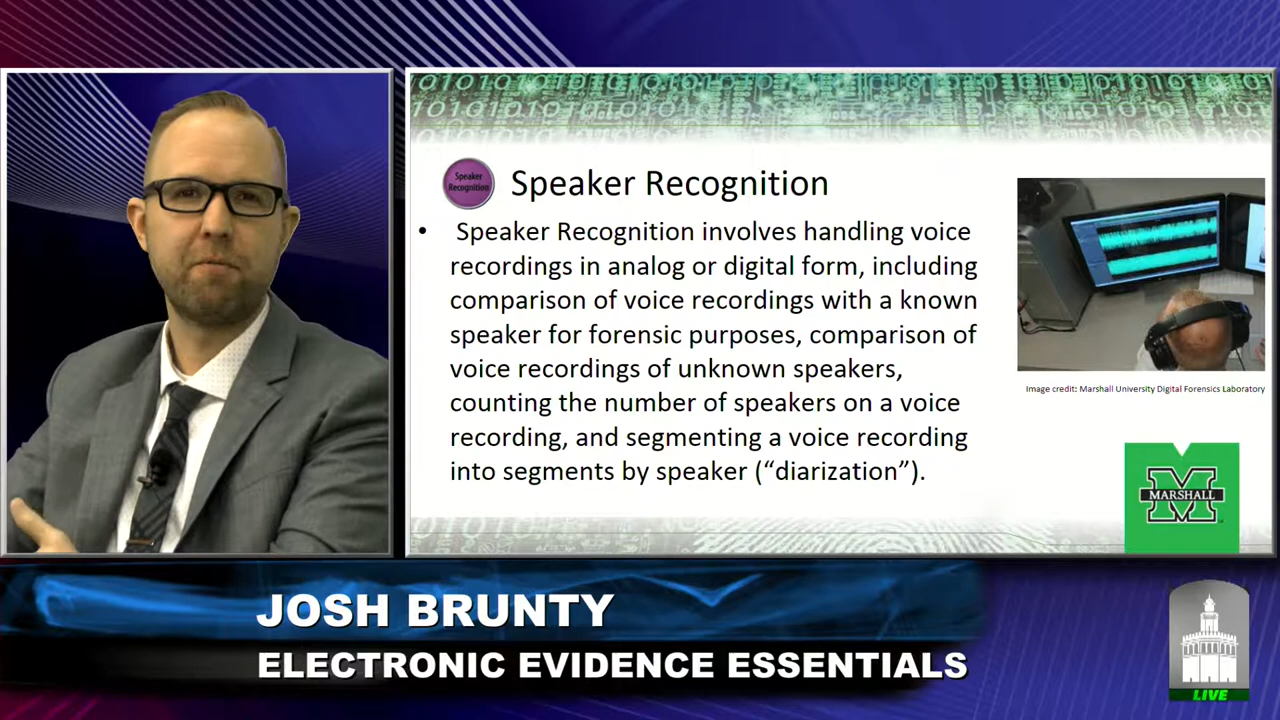 Speaker
Recognition
Speaker Recognition
• Speaker Recognition involves handling voice
recordings in analog or digital form, including
comparison of voice recordings with a known
speaker for forensic purposes, comparison of
voice recordings of unknown speakers,
counting the number of speakers on a voice
recording, and segmenting a voice recording
into segments by speaker (“diarization”).
Image credit: Marshall University Digital Forensics Laboratory
MARSHALL
JOSH BRUNTY
ELECTRONIC EVIDENCE ESSENTIALS
LIVE